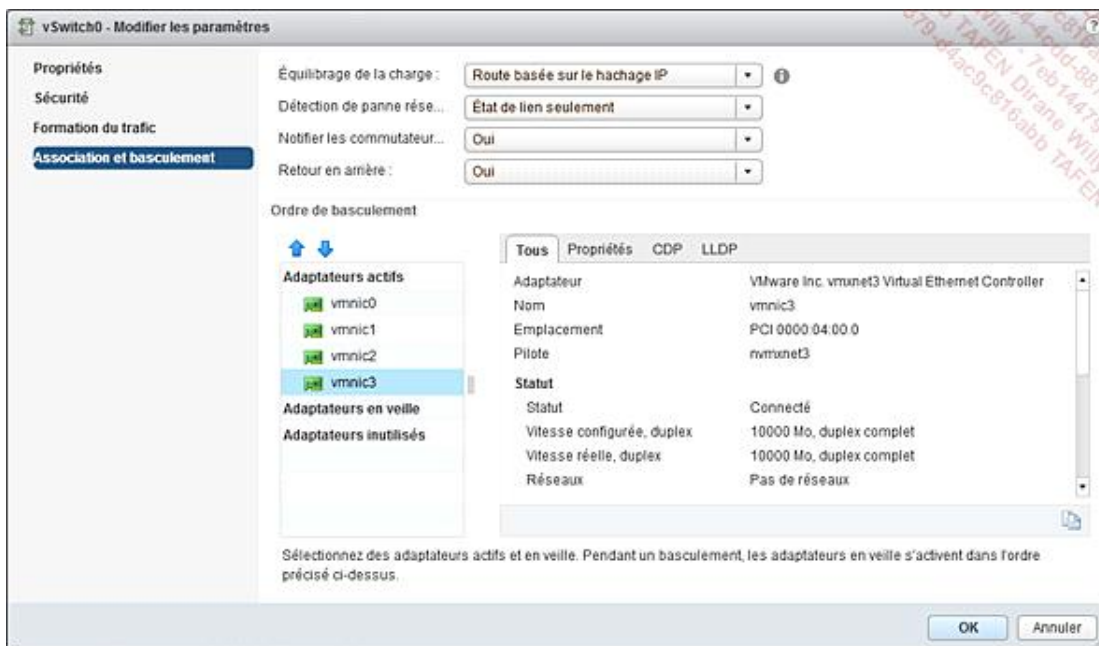 vSwitch0 - Modifier les paramètres
?
Propriétés
Sécurité
Formation du trafic
Association et basculement
Équilibrage de la charge :
Route basée sur le hachage IP
Détection de panne rése...
État de lien seulement
Notifier les commutateur...
Oui
Retour en arrière :
Oui
Ordre de basculement
Adaptateurs actifs
vmnic0
vmnic1
vmnic2
vmnic3
Adaptateurs en veille
Adaptateurs inutilisés
Tous
Propriétés
CDP
LLDP
Adaptateur
VMware Inc. vmxnet3 Virtual Ethernet Controller
Nom
vmnic3
Emplacement
PCI 0000:04:00.0
Pilote
nvmxnet3
Statut
Statut
Connecté
Vitesse configurée, duplex
10000 Mo, duplex complet
Vitesse réelle, duplex
10000 Mo, duplex complet
Réseaux
Pas de réseaux
Sélectionnez des adaptateurs actifs et en veille. Pendant un basculement, les adaptateurs en veille s'activent dans l'ordre
précisé ci-dessus.
OK
Annuler
TAFEN Dirane Willy